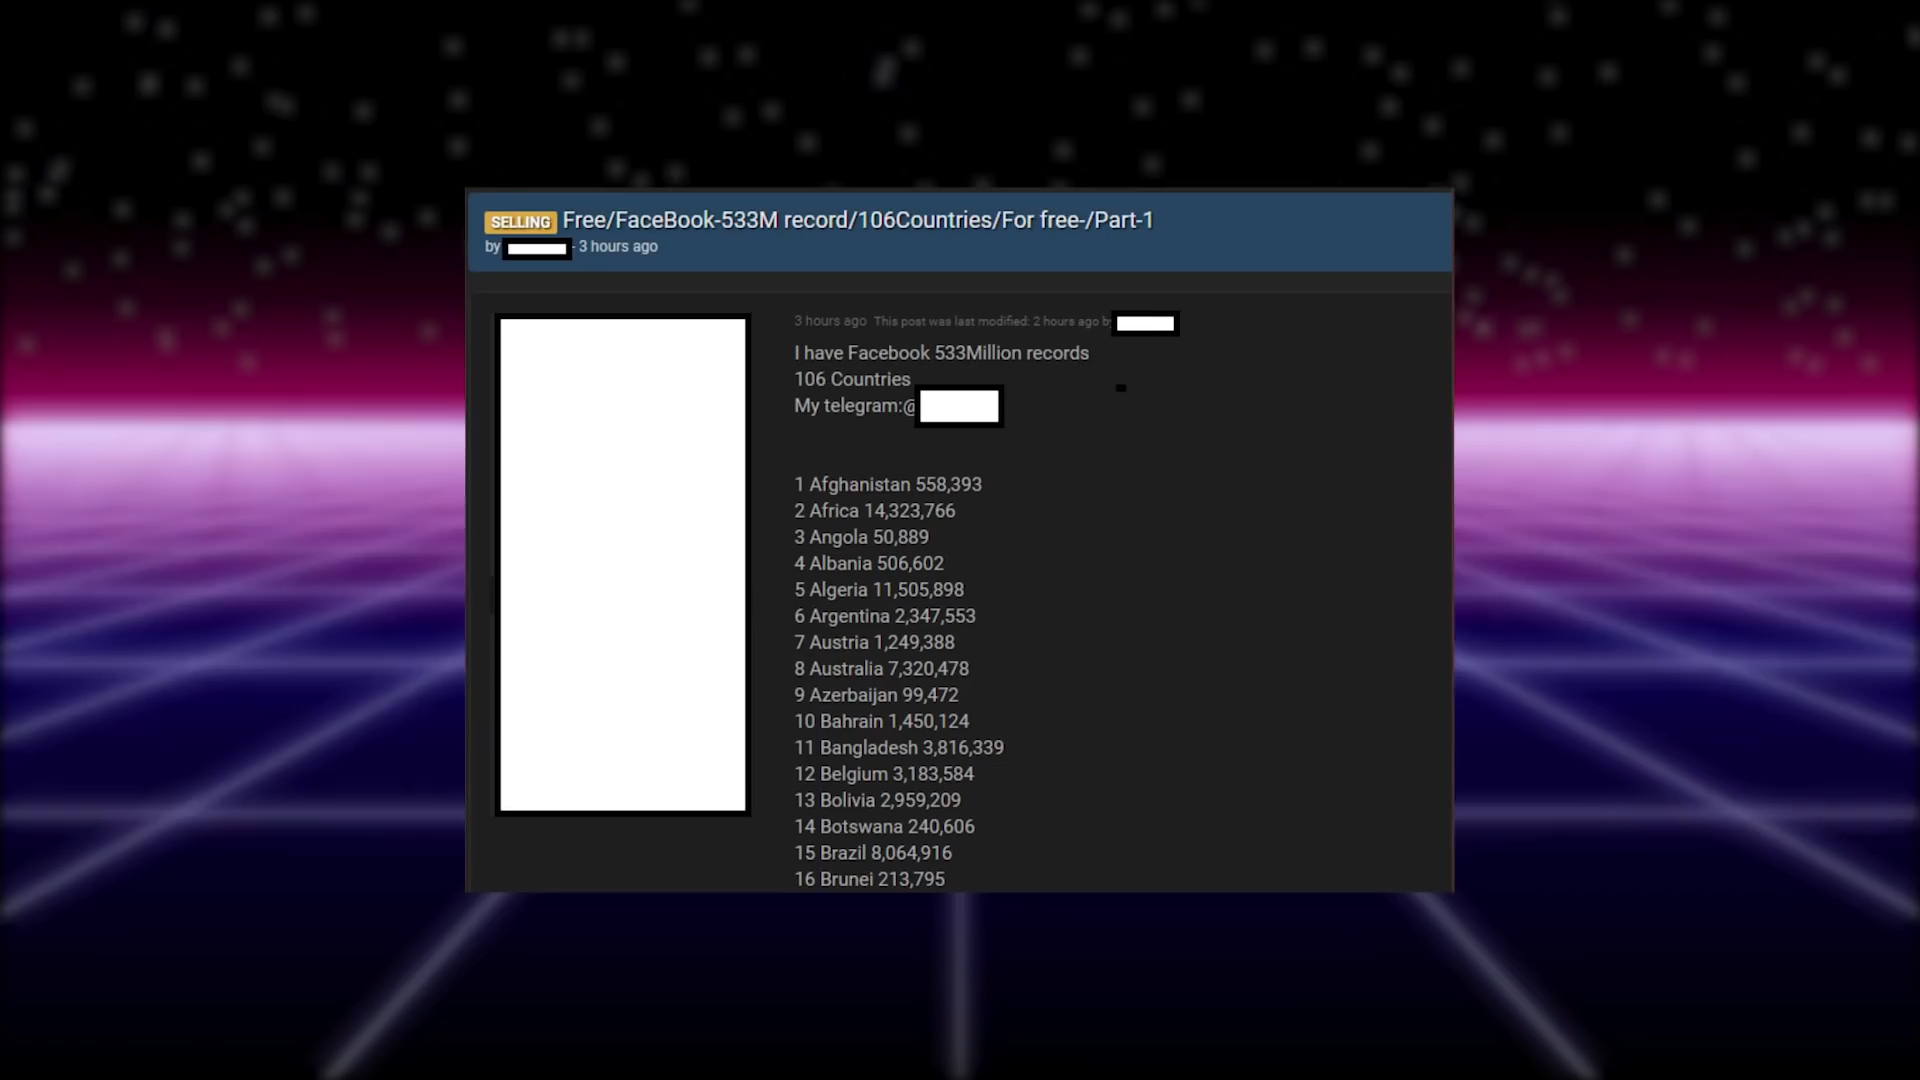 SELLING Free/FaceBook-533M record/106Countries/For free-/Part-1
by - 3 hours ago
3 hours ago This post was last modified: 2 hours ago b
I have Facebook 533Million records
106 Countries
My telegram:@
1 Afghanistan 558,393
2 Africa 14,323,766
3 Angola 50,889
4 Albania 506,602
5 Algeria 11,505,898
6 Argentina 2,347,553
7 Austria 1,249,388
8 Australia 7,320,478
9 Azerbaijan 99,472
10 Bahrain 1,450,124
11 Bangladesh 3,816,339
12 Belgium 3,183,584
13 Bolivia 2,959,209
14 Botswana 240,606
15 Brazil 8,064,916
16 Brunei 213,795